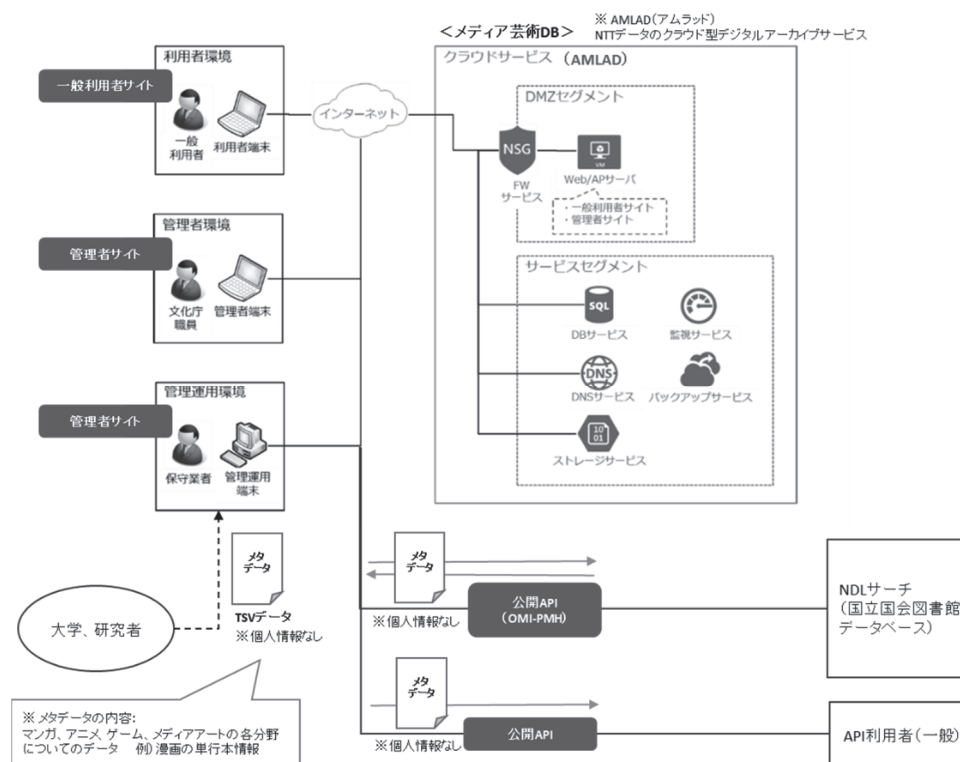 <メディア芸術DB>
※ AMLAD(アムラッド)
NTTデータのクラウド型デジタルアーカイブサービス
利用者環境
一般利用者サイト
一般
利用者
利用者端末
インターネット
クラウドサービス (AMLAD)
DMZセグメント
NSG
FW
サービス
VM
Web/APサーバ
・一般利用者サイト
・管理者サイト
管理者環境
管理者サイト
文化庁
職員
管理者端末
サービスセグメント
SQL
DBサービス
監視サービス
DNS
DNSサービス
バックアップサービス
10
01
ストレージサービス
管理運用環境
管理者サイト
保守業者
管理運用
端末
大学、研究者
メタ
データ
TSVデータ
※個人情報なし
メタ
データ
※個人情報なし
公開API
(OMI-PMH)
NDLサーチ
(国立国会図書館
データベース)
メタ
データ
※個人情報なし
公開API
API利用者(一般)
※ メタデータの内容:
マンガ、アニメ、ゲーム、メディアアートの各分野
についてのデータ 例) 漫画の単行本情報